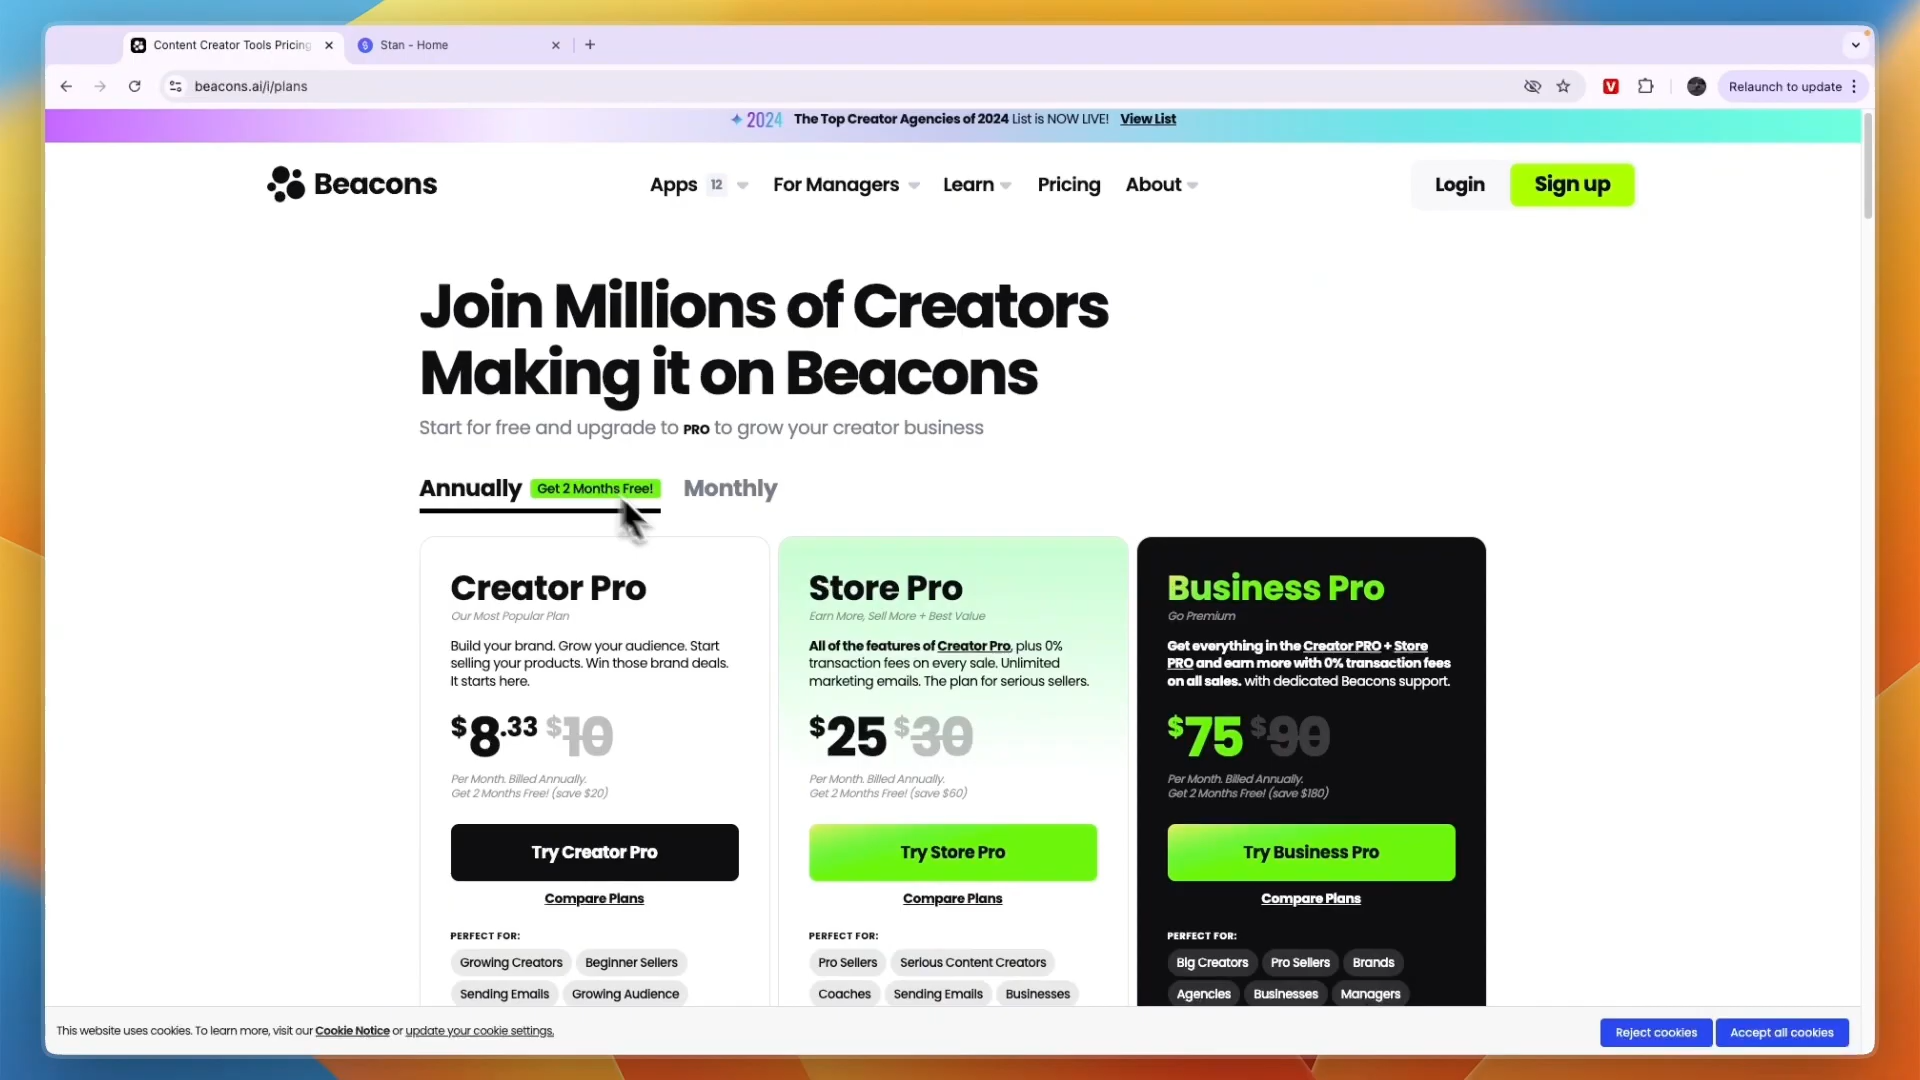 Content Creator Tools Pricing
Stan - Home
beacons.ai/i/plans
Relaunch to update
2024 The Top Creator Agencies of 2024 List is NOW LIVE! View List
Beacons
Apps 12
For Managers
Learn
Pricing
About
Login
Sign up
Join Millions of Creators
Making it on Beacons
Start for free and upgrade to PRO to grow your creator business
Annually Get 2 Months Free! Monthly
Creator Pro
Our Most Popular Plan
Build your brand. Grow your audience. Start
selling your products. Win those brand deals.
It starts here.
$8.33 $10
Per Month. Billed Annually.
Get 2 Months Free! (save $20)
Try Creator Pro
Compare Plans
PERFECT FOR:
Growing Creators Beginner Sellers
Sending Emails Growing Audience
Store Pro
Earn More, Sell More + Best Value
All of the features of Creator Pro, plus 0%
transaction fees on every sale. Unlimited
marketing emails. The plan for serious sellers.
$25 $30
Per Month. Billed Annually.
Get 2 Months Free! (save $60)
Try Store Pro
Compare Plans
PERFECT FOR:
Pro Sellers Serious Content Creators
Coaches Sending Emails Businesses
Business Pro
Go Premium
Get everything in the Creator PRO + Store
PRO and earn more with 0% transaction fees
on all sales. with dedicated Beacons support.
$75 $90
Per Month. Billed Annually.
Get 2 Months Free! (save $180)
Try Business Pro
Compare Plans
PERFECT FOR:
Big Creators Pro Sellers Brands
Agencies Businesses Managers
This website uses cookies. To learn more, visit our Cookie Notice or update your cookie settings.
Reject cookies
Accept all cookies